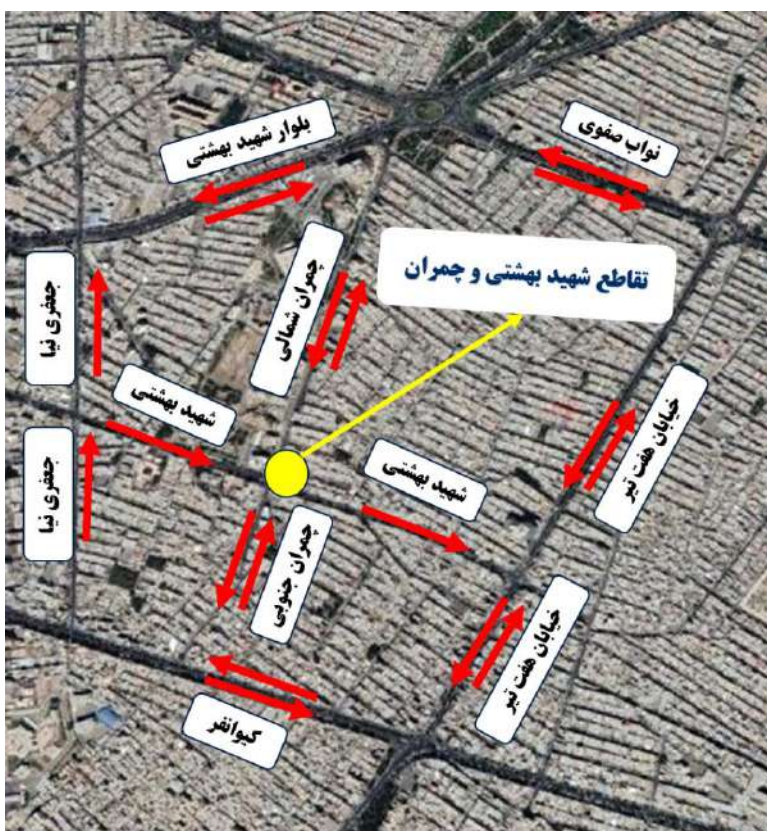 بلوار شهید بهشتی
نواب صفوی
تقاطع شهید بهشتی و چمران
چمران شمالی
جعفری نیا
شهید بهشتی
خیابان هفت تیر
جعفری نیا
شهید بهشتی
چمران جنوبی
خیابان هفت تیر
کیوانفر